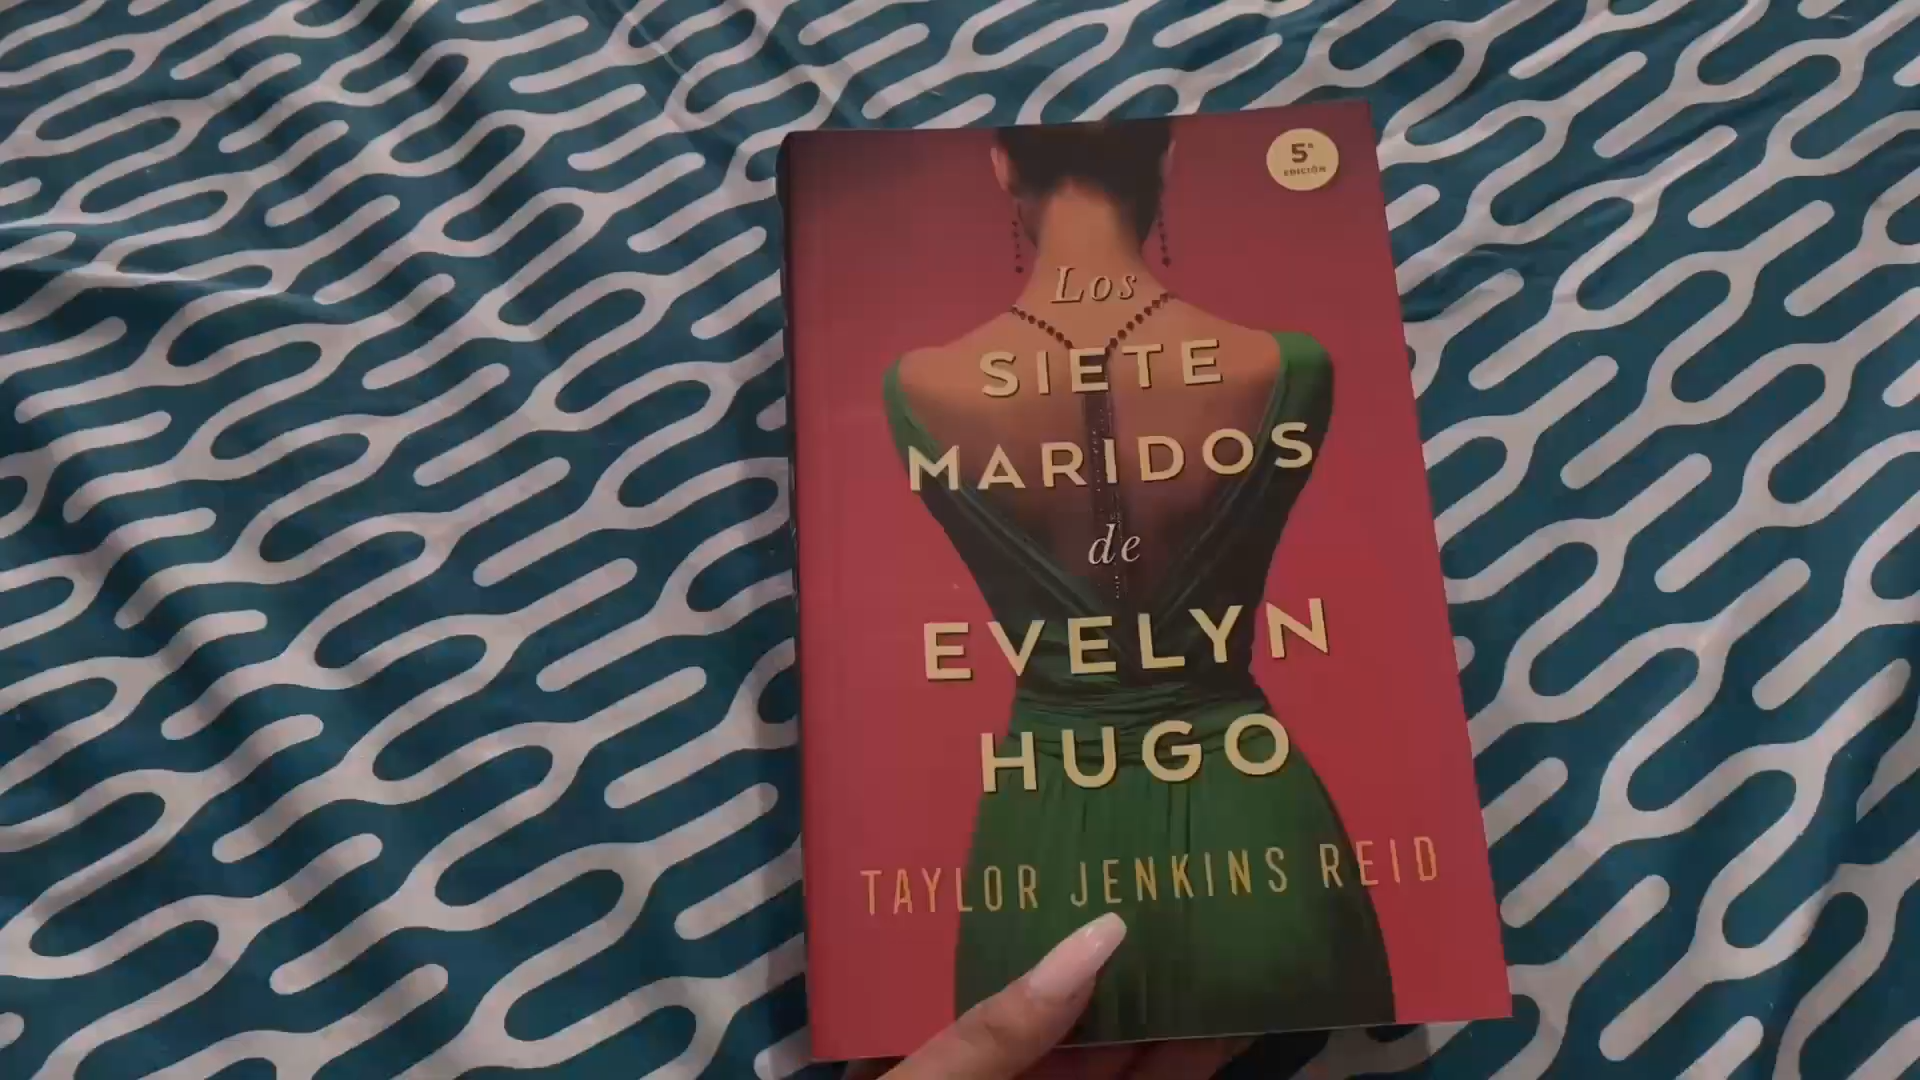 5ª
EDICIÓN
Los
SIETE
MARIDOS
de
EVELYN
HUGO
TAYLOR JENKINS REID